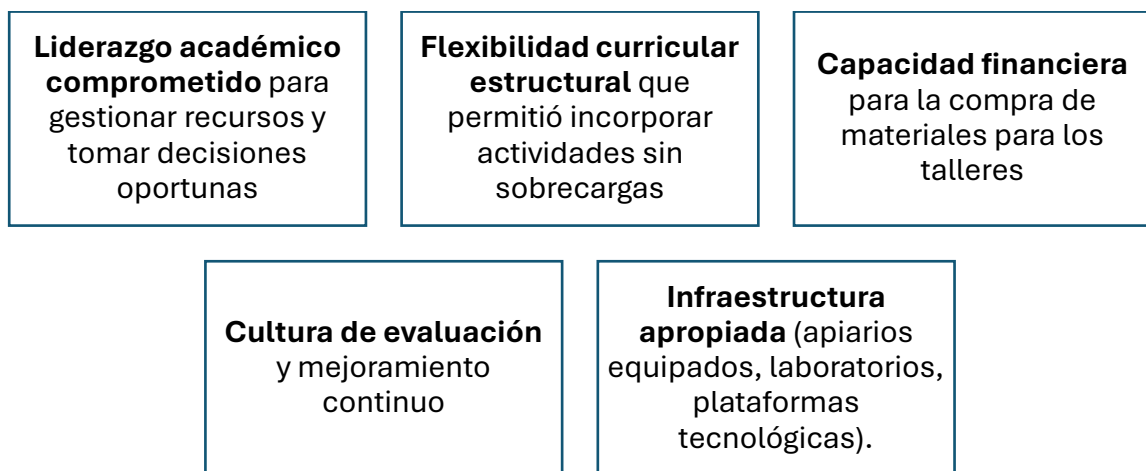 Liderazgo académico
comprometido para
gestionar recursos y
tomar decisiones
oportunas
Flexibilidad curricular
estructural que
permitió incorporar
actividades sin
sobrecargas
Capacidad financiera
para la compra de
materiales para los
talleres
Cultura de evaluación
y mejoramiento
continuo
Infraestructura
apropiada (apiarios
equipados, laboratorios,
plataformas
tecnológicas).